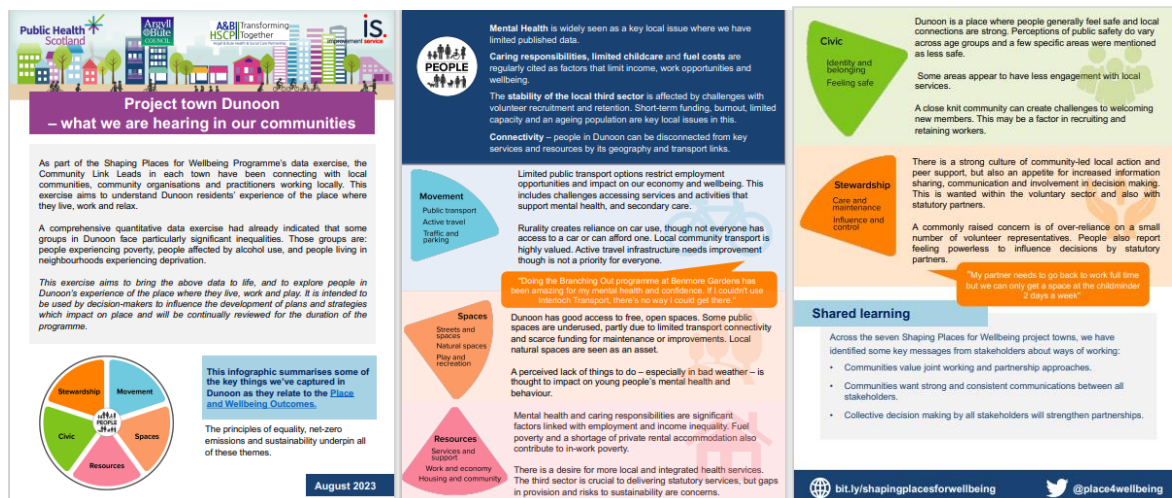 Public Health
Scotland
Argyll
&Bute
COUNCIL
A&B
HSCP
Transforming
Together
Argyll & Bute Health & Social Care Partnership
is.
improvement service
Project town Dunoon
– what we are hearing in our communities
As part of the Shaping Places for Wellbeing Programme's data exercise, the
Community Link Leads in each town have been connecting with local
communities, community organisations and practitioners working locally. This
exercise aims to understand Dunoon residents' experience of the place where
they live, work and relax.
A comprehensive quantitative data exercise had already indicated that some
groups in Dunoon face particularly significant inequalities. Those groups are:
people experiencing poverty, people affected by alcohol use, and people living in
neighbourhoods experiencing deprivation.
This exercise aims to bring the above data to life, and to explore people in
Dunoon's experience of the place where they live, work and play. It is intended to
be used by decision-makers to influence the development of plans and strategies
which impact on place and will be continually reviewed for the duration of the
programme.
Stewardship
Movement
Civic
PEOPLE
Spaces
Resources
This infographic summarises some of
the key things we've captured in
Dunoon as they relate to the Place
and Wellbeing Outcomes.
The principles of equality, net-zero
emissions and sustainability underpin all
of these themes.
August 2023
PEOPLE
Mental Health is widely seen as a key local issue where we have
limited published data.
Caring responsibilities, limited childcare and fuel costs are
regularly cited as factors that limit income, work opportunities and
wellbeing.
The stability of the local third sector is affected by challenges with
volunteer recruitment and retention. Short-term funding, burnout, limited
capacity and an ageing population are key local issues in this.
Connectivity – people in Dunoon can be disconnected from key
services and resources by its geography and transport links.
Movement
Public transport
Active travel
Traffic and
parking
Limited public transport options restrict employment
opportunities and impact on our economy and wellbeing. This
includes challenges accessing services and activities that
support mental health, and secondary care.
Rurality creates reliance on car use, though not everyone has
access to a car or can afford one. Local community transport is
highly valued. Active travel infrastructure needs improvement
though is not a priority for everyone.
"Doing the Branching Out programme at Benmore Gardens has
been amazing for my mental health and confidence. If I couldn't use
Interloch Transport, there's no way I could get there."
Spaces
Streets and
spaces
Natural spaces
Play and
recreation
Dunoon has good access to free, open spaces. Some public
spaces are underused, partly due to limited transport connectivity
and scarce funding for maintenance or improvements. Local
natural spaces are seen as an asset.
A perceived lack of things to do – especially in bad weather – is
thought to impact on young people's mental health and
behaviour.
Resources
Services and
support
Work and economy
Housing and community
Mental health and caring responsibilities are significant
factors linked with employment and income inequality. Fuel
poverty and a shortage of private rental accommodation also
contribute to in-work poverty.
There is a desire for more local and integrated health services.
The third sector is crucial to delivering statutory services, but gaps
in provision and risks to sustainability are concerns.
Civic
Identity and
belonging
Feeling safe
Dunoon is a place where people generally feel safe and local
connections are strong. Perceptions of public safety do vary
across age groups and a few specific areas were mentioned
as less safe.
Some areas appear to have less engagement with local
services.
A close knit community can create challenges to welcoming
new members. This may be a factor in recruiting and
retaining workers.
Stewardship
Care and
maintenance
Influence and
control
There is a strong culture of community-led local action and
peer support, but also an appetite for increased information
sharing, communication and involvement in decision making.
This is wanted within the voluntary sector and also with
statutory partners.
A commonly raised concern is of over-reliance on a small
number of volunteer representatives. People also report
feeling powerless to influence decisions by statutory
partners.
"My partner needs to go back to work full time
but we can only get a space at the childminder
2 days a week"
Shared learning
Across the seven Shaping Places for Wellbeing project towns, we have
identified some key messages from stakeholders about ways of working:
• Communities value joint working and partnership approaches.
• Communities want strong and consistent communications between all
stakeholders.
• Collective decision making by all stakeholders will strengthen partnerships.
bit.ly/shapingplacesforwellbeing
@place4wellbeing